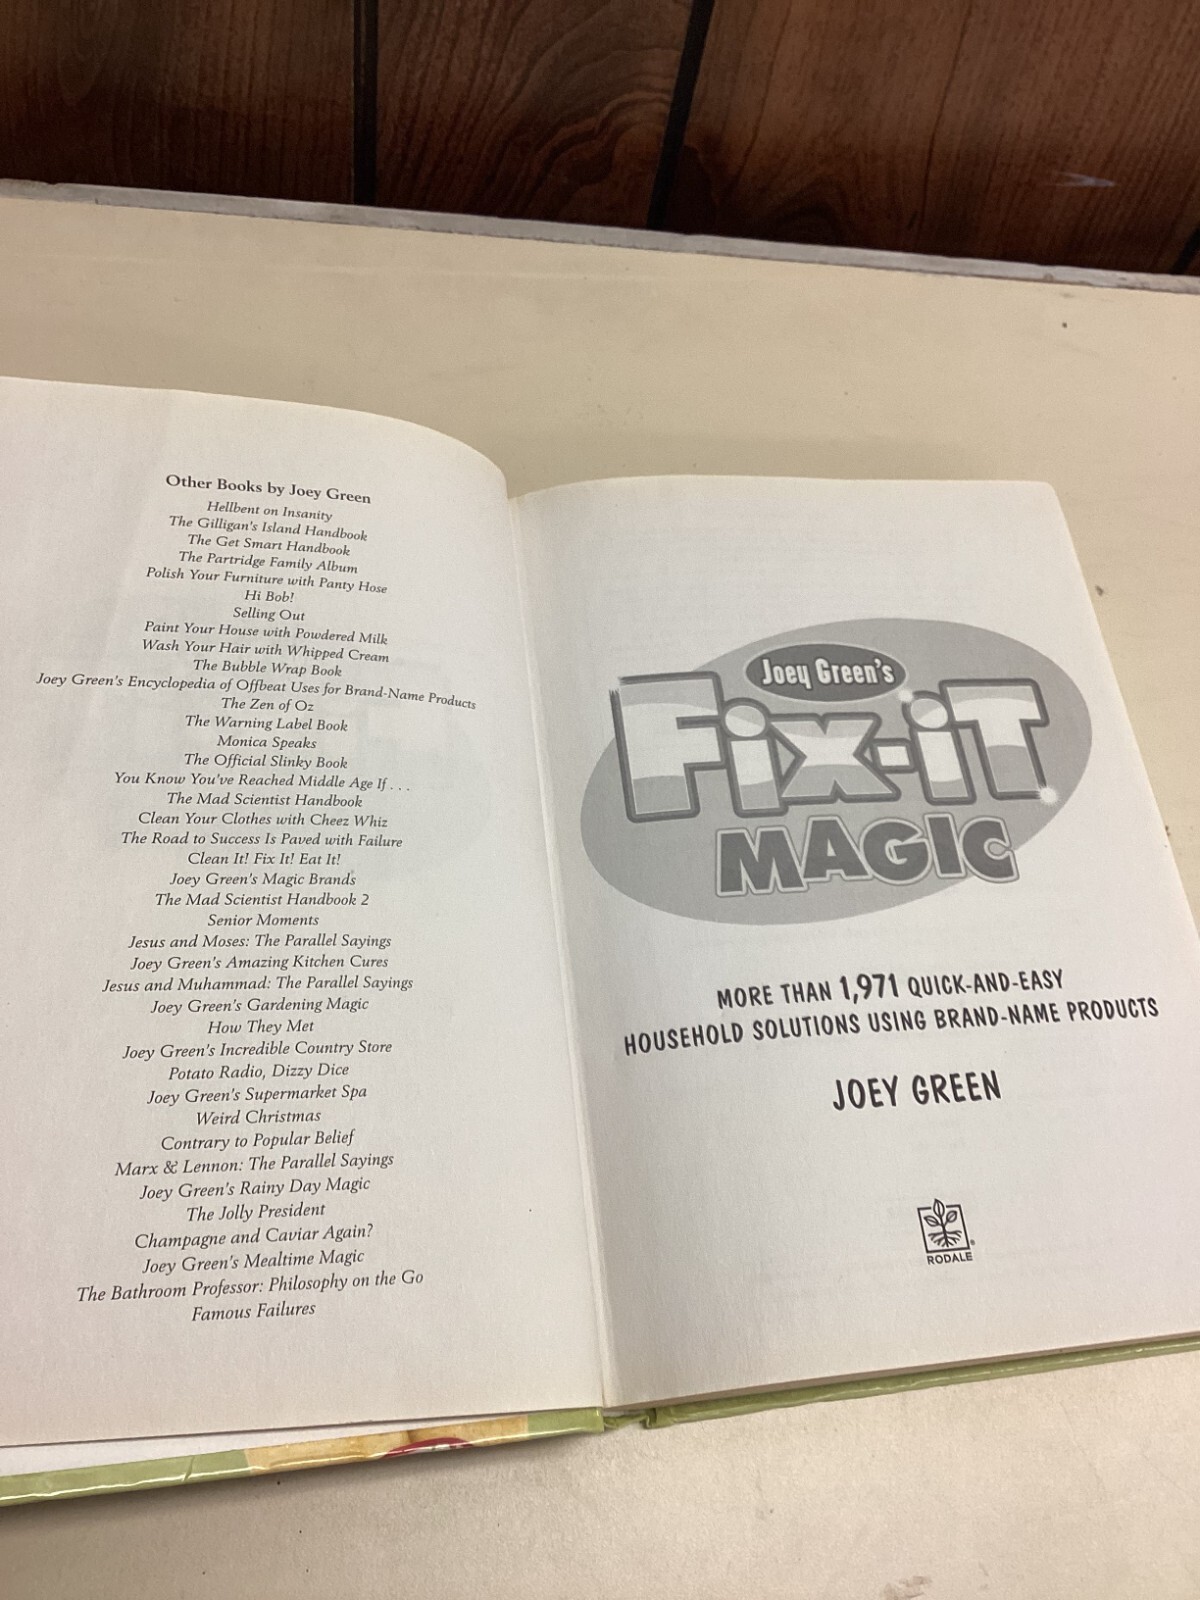 Other Books by Joey Green
Hellbent on Insanity
The Gilligan's Island Handbook
The Get Smart Handbook
The Partridge Family Album
Polish Your Furniture with Panty Hose
Hi Bob!
Selling Out
Paint Your House with Powdered Milk
Wash Your Hair with Whipped Cream
The Bubble Wrap Book
Joey Green's Encyclopedia of Offbeat Uses for Brand-Name Products
The Zen of Oz
The Warning Label Book
Monica Speaks
The Official Slinky Book
You Know You've Reached Middle Age If . . .
The Mad Scientist Handbook
Clean Your Clothes with Cheez Whiz
The Road to Success Is Paved with Failure
Clean It! Fix It! Eat It!
Joey Green's Magic Brands
The Mad Scientist Handbook 2
Senior Moments
Jesus and Moses: The Parallel Sayings
Joey Green's Amazing Kitchen Cures
Jesus and Muhammad: The Parallel Sayings
Joey Green's Gardening Magic
How They Met
Joey Green's Incredible Country Store
Potato Radio, Dizzy Dice
Joey Green's Supermarket Spa
Weird Christmas
Contrary to Popular Belief
Marx & Lennon: The Parallel Sayings
Joey Green's Rainy Day Magic
The Jolly President
Champagne and Caviar Again?
Joey Green's Mealtime Magic
The Bathroom Professor: Philosophy on the Go
Famous Failures
Joey Green's
Fix-iT
MAGIC
MORE THAN 1,971 QUICK-AND-EASY
HOUSEHOLD SOLUTIONS USING BRAND-NAME PRODUCTS
JOEY GREEN
RODALE